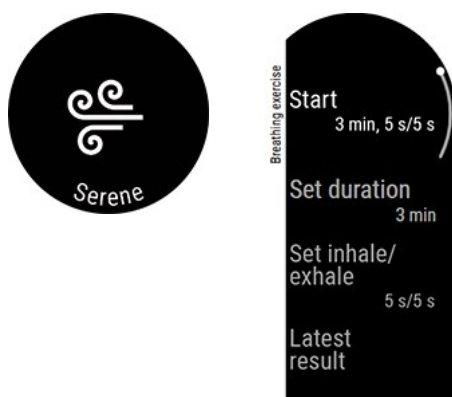 Serene
Breathing exercise
Start
3 min, 5 s/5 s
Set duration
3 min
Set inhale/
exhale
5 s/5 s
Latest
result